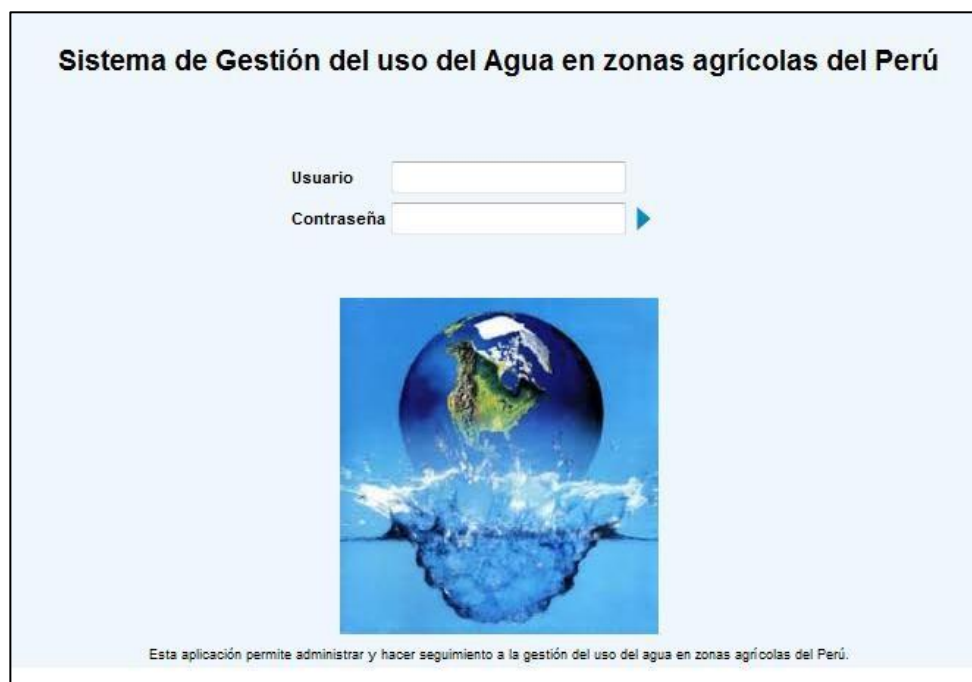 Sistema de Gestión del uso del Agua en zonas agrícolas del Perú
Usuario
Contraseña
Esta aplicación permite administrar y hacer seguimiento a la gestión del uso del agua en zonas agrícolas del Perú.